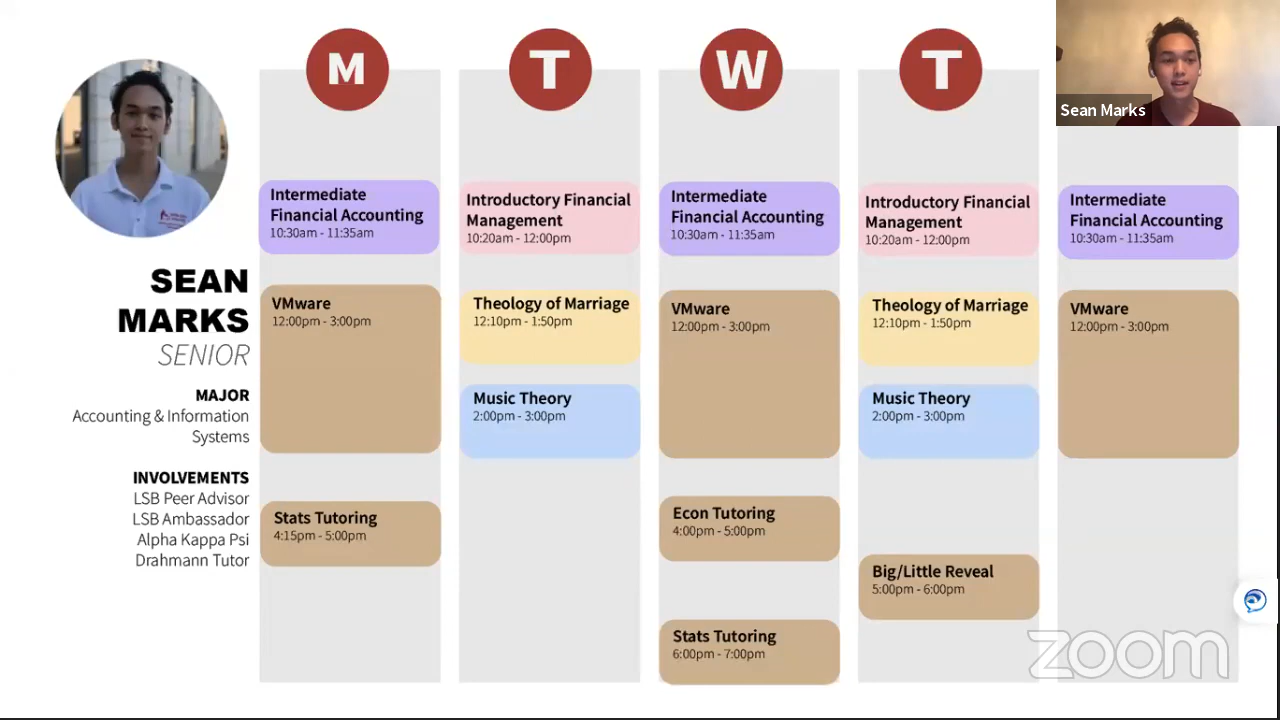 M
T
W
T
Sean Marks
SEAN
MARKS
SENIOR
MAJOR
Accounting & Information
Systems
INVOLVEMENTS
LSB Peer Advisor
LSB Ambassador
Alpha Kappa Psi
Drahmann Tutor
Intermediate
Financial Accounting
10:30am - 11:35am
VMware
12:00pm - 3:00pm
Stats Tutoring
4:15pm - 5:00pm
Introductory Financial
Management
10:20am - 12:00pm
Theology of Marriage
12:10pm - 1:50pm
Music Theory
2:00pm - 3:00pm
Intermediate
Financial Accounting
10:30am - 11:35am
VMware
12:00pm - 3:00pm
Econ Tutoring
4:00pm - 5:00pm
Stats Tutoring
6:00pm - 7:00pm
Introductory Financial
Management
10:20am - 12:00pm
Theology of Marriage
12:10pm - 1:50pm
Music Theory
2:00pm - 3:00pm
Big/Little Reveal
5:00pm - 6:00pm
Intermediate
Financial Accounting
10:30am - 11:35am
VMware
12:00pm - 3:00pm
zoom